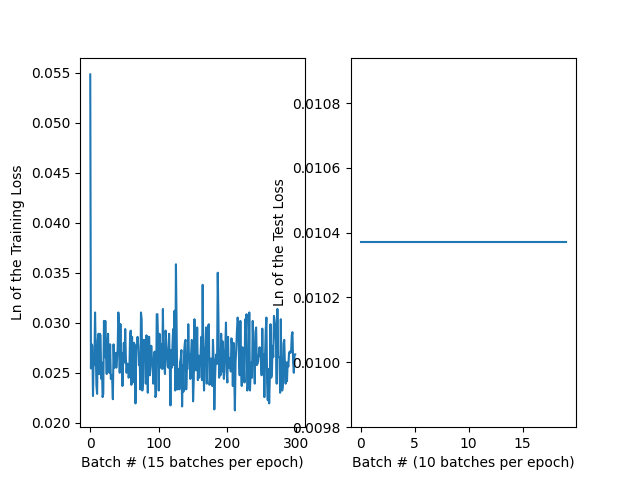 0.055
0.050
0.045
0.040
0.035
0.030
0.025
0.020
Ln of the Training Loss
0 100 200 300
Batch # (15 batches per epoch)
0.0108
0.0106
0.0104
0.0102
0.0100
0.0098
Ln of the Test Loss
0 5 10 15
Batch # (10 batches per epoch)